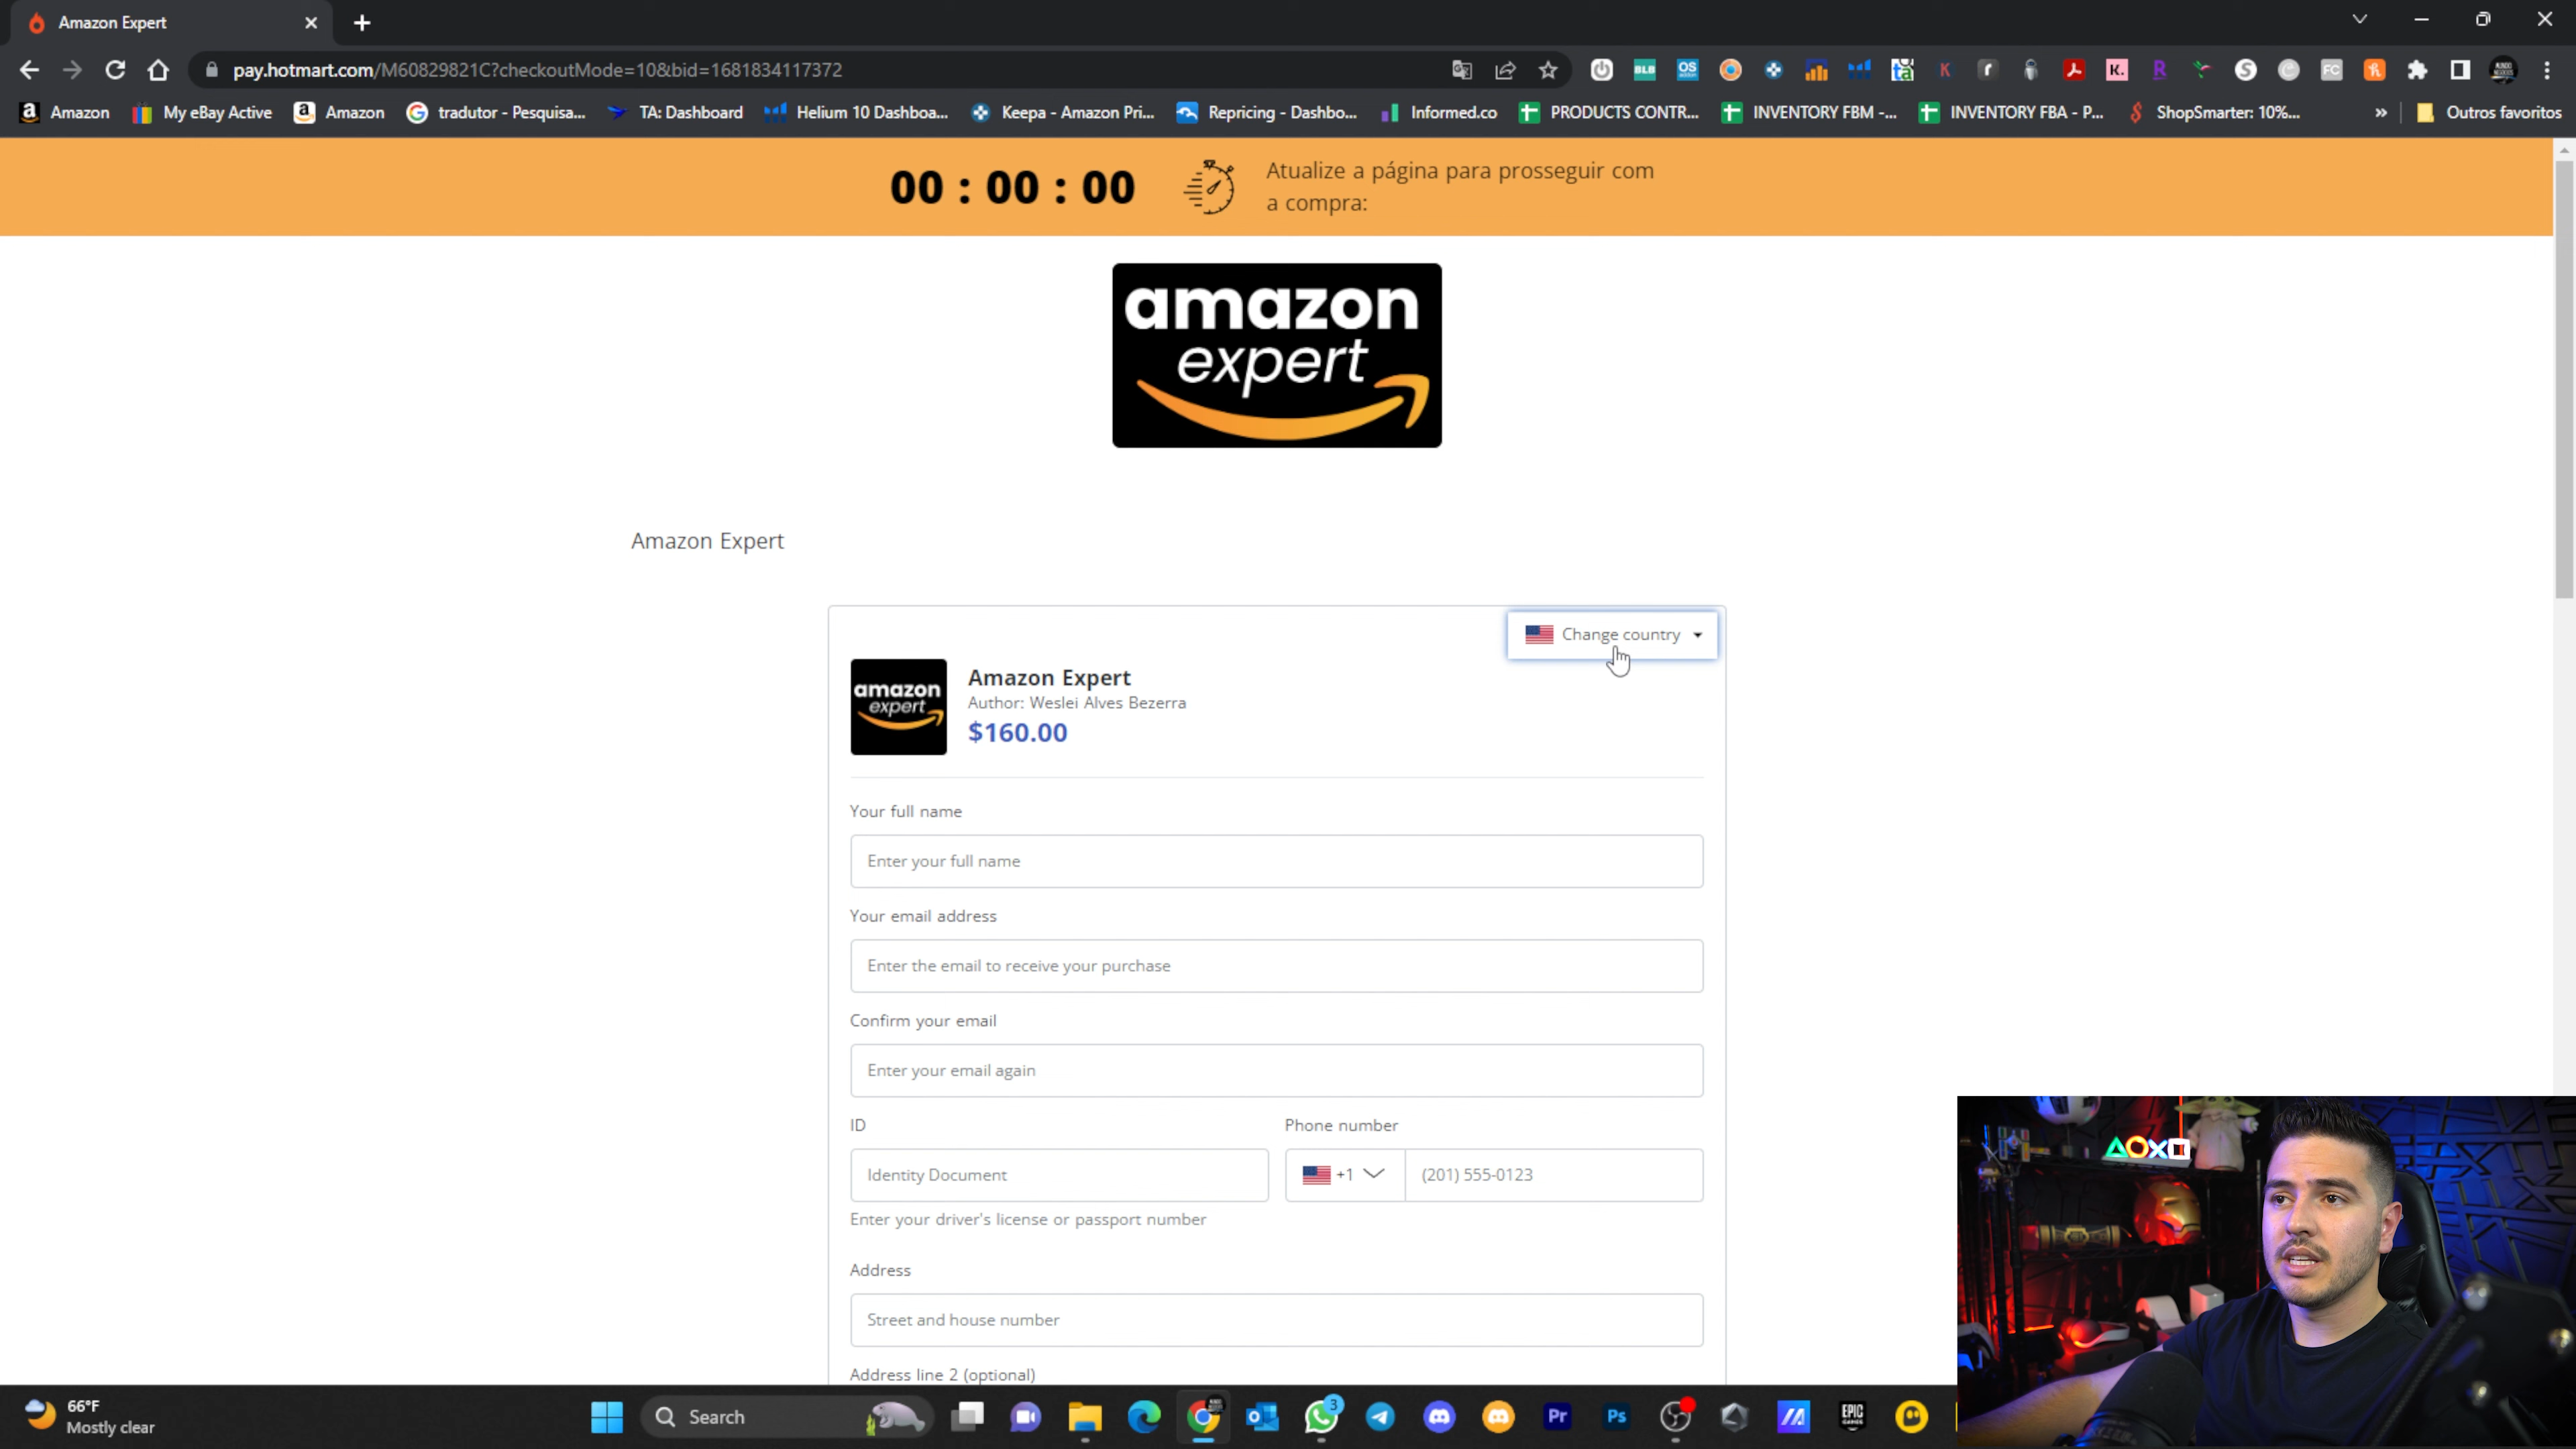 Amazon Expert
pay.hotmart.com/M60829821C?checkoutMode=10&bid=1681834117372
Amazon
My eBay Active
Amazon
tradutor - Pesquisa...
TA: Dashboard
Helium 10 Dashboa...
Keepa - Amazon Pri...
Repricing - Dashbo...
Informed.co
PRODUCTS CONTR...
INVENTORY FBM -...
INVENTORY FBA - P...
ShopSmarter: 10%...
»
Outros favoritos
00 : 00 : 00
Atualize a página para prosseguir com
a compra:
amazon
expert
Amazon Expert
Change country
amazon
expert
Amazon Expert
Author: Weslei Alves Bezerra
$160.00
Your full name
Enter your full name
Your email address
Enter the email to receive your purchase
Confirm your email
Enter your email again
ID
Phone number
Identity Document
+1
(201) 555-0123
Enter your driver's license or passport number
Address
Street and house number
Address line 2 (optional)
66°F
Mostly clear
Search
3
Pr
Ps
EPIC
GAMES